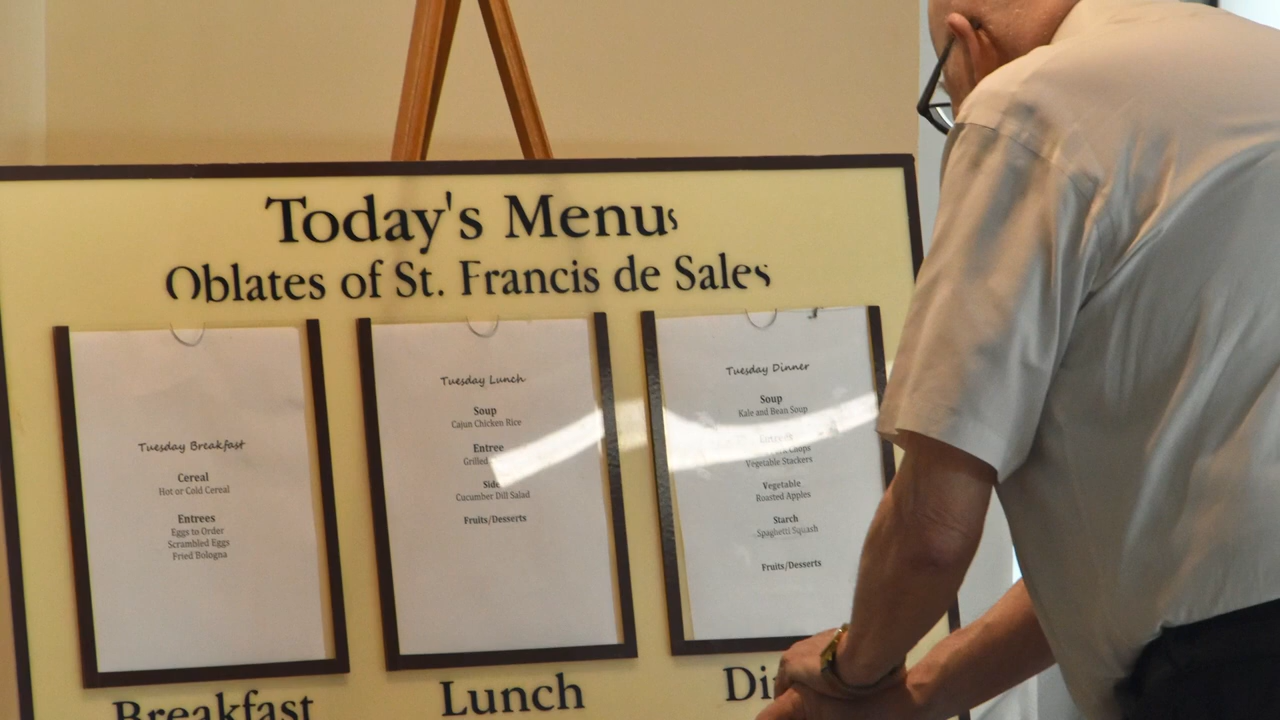 Today's Menus
Oblates of St. Francis de Sales
Tuesday Breakfast
Cereal
Hot or Cold Cereal
Entrees
Eggs to Order
Scrambled Eggs
Fried Bologna
Breakfast
Tuesday Lunch
Soup
Cajun Chicken Rice
Entree
Grilled
Side
Cucumber Dill Salad
Fruits/Desserts
Lunch
Tuesday Dinner
Soup
Kale and Bean Soup
Entrees
Chops
Vegetable Stackers
Vegetable
Roasted Apples
Starch
Spaghetti Squash
Fruits/Desserts